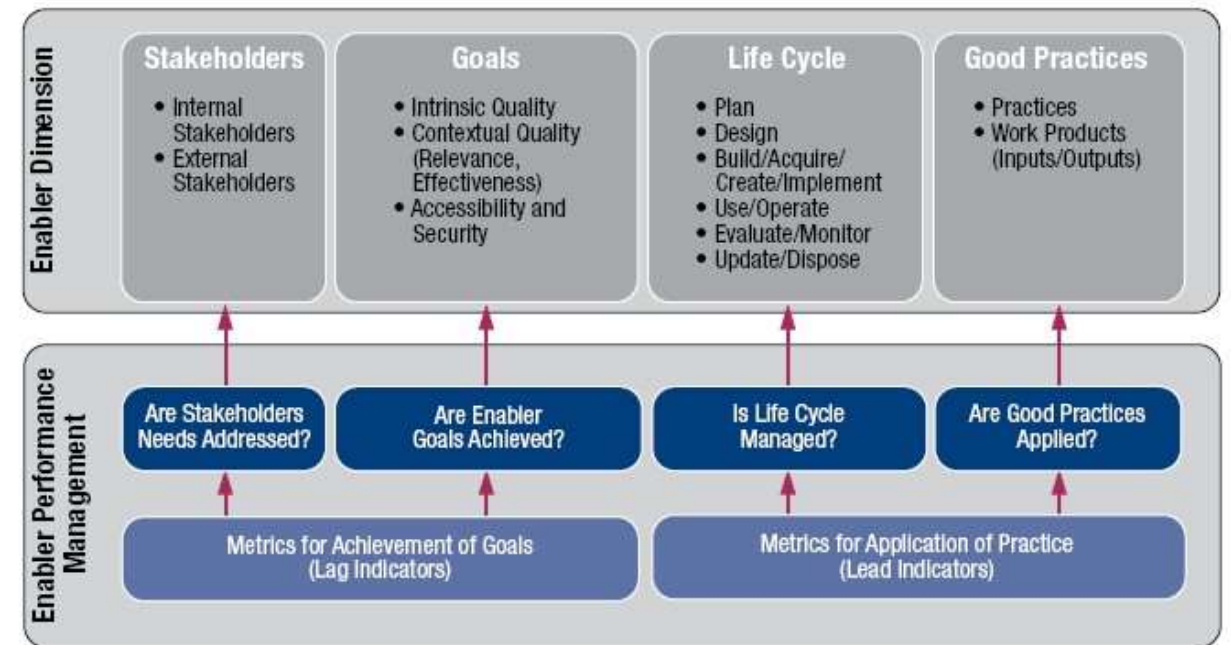 Enabler Dimension
Stakeholders
• Internal
Stakeholders
• External
Stakeholders
Goals
• Intrinsic Quality
• Contextual Quality
(Relevance,
Effectiveness)
• Accessibility and
Security
Life Cycle
• Plan
• Design
• Build/Acquire/
Create/Implement
• Use/Operate
• Evaluate/Monitor
• Update/Dispose
Good Practices
• Practices
• Work Products
(Inputs/Outputs)
Enabler Performance
Management
Are Stakeholders
Needs Addressed?
Are Enabler
Goals Achieved?
Is Life Cycle
Managed?
Are Good Practices
Applied?
Metrics for Achievement of Goals
(Lag Indicators)
Metrics for Application of Practice
(Lead Indicators)